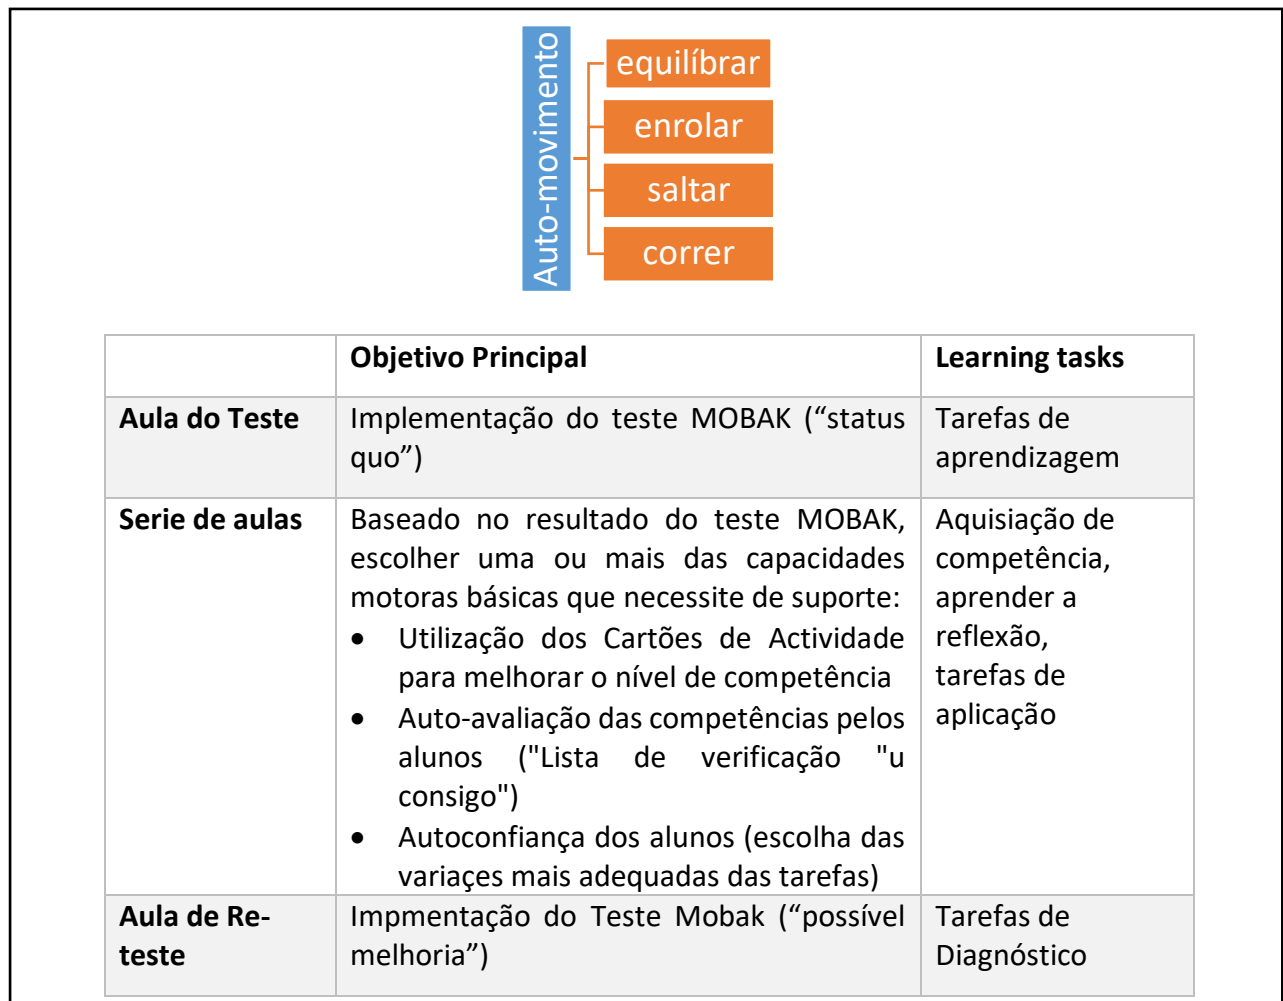 Auto-movimento
equilíbrar
enrolar
saltar
correr
Objetivo Principal
Learning tasks
Aula do Teste
Implementação do teste MOBAK (“status
quo”)
Tarefas de
aprendizagem
Serie de aulas
Baseado no resultado do teste MOBAK,
escolher uma ou mais das capacidades
motoras básicas que necessite de suporte:
• Utilização dos Cartões de Actividade
para melhorar o nível de competência
• Auto-avaliação das competências pelos
alunos ("Lista de verificação "u
consigo")
• Autoconfiança dos alunos (escolha das
variaçes mais adequadas das tarefas)
Aquisiação de
competência,
aprender a
reflexão,
tarefas de
aplicação
Aula de Re-
teste
Impmentação do Teste Mobak (“possível
melhoria”)
Tarefas de
Diagnóstico